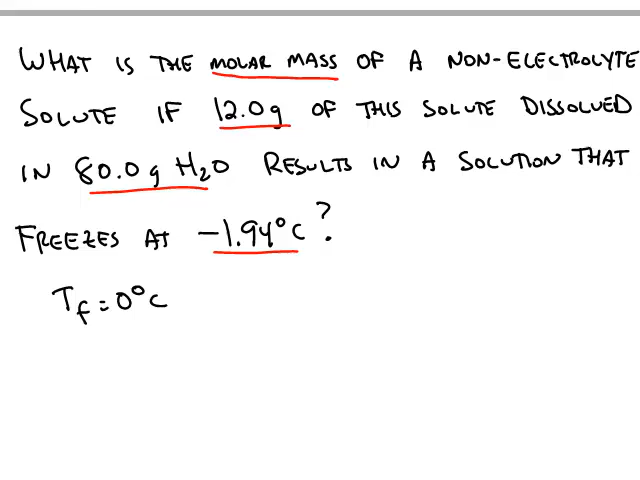 WHAT IS THE MOLAR MASS OF A NON-ELECTROLYTE
SOLUTE IF 12.0g OF THIS SOLUTE DISSOLVED
IN 80.0g H₂O RESULTS IN A SOLUTION THAT
FREEZES AT -1.94°C?
T_f = 0°C